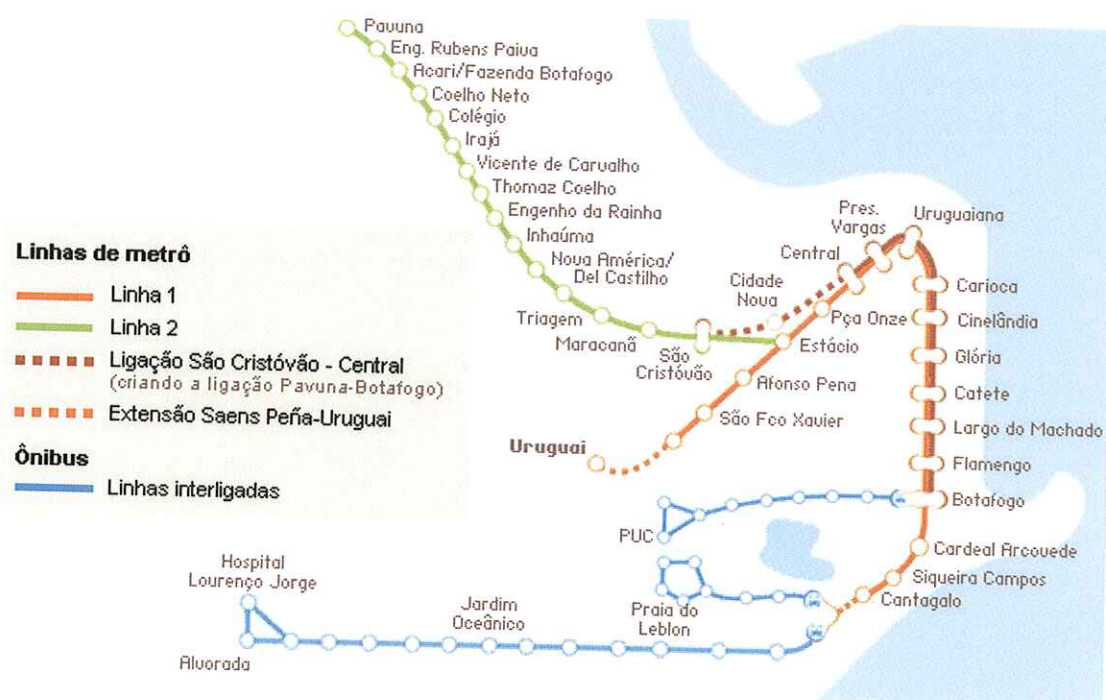 Pavuna
Eng. Rubens Paiva
Acari/Fazenda Botafogo
Coelho Neto
Colégio
Irajá
Vicente de Carvalho
Thomaz Coelho
Engenho da Rainha
Inhaúma
Nova América/
Del Castilho
Triagem
Maracanã
São
Cristóvão
Cidade
Nova
Central
Pres.
Vargas
Uruguaiana
Carioca
Cinelândia
Glória
Catete
Largo do Machado
Flamengo
Botafogo
Cardeal Arcoverde
Siqueira Campos
Cantagalo
Pça Onze
Estácio
Afonso Pena
São Fco Xavier
Uruguai
Linhas de metrô
Linha 1
Linha 2
Ligação São Cristóvão - Central
(criando a ligação Pavuna-Botafogo)
Extensão Saens Peña-Uruguai
Ônibus
Linhas interligadas
PUC
Hospital
Lourenço Jorge
Alvorada
Jardim
Oceânico
Praia do
Leblon